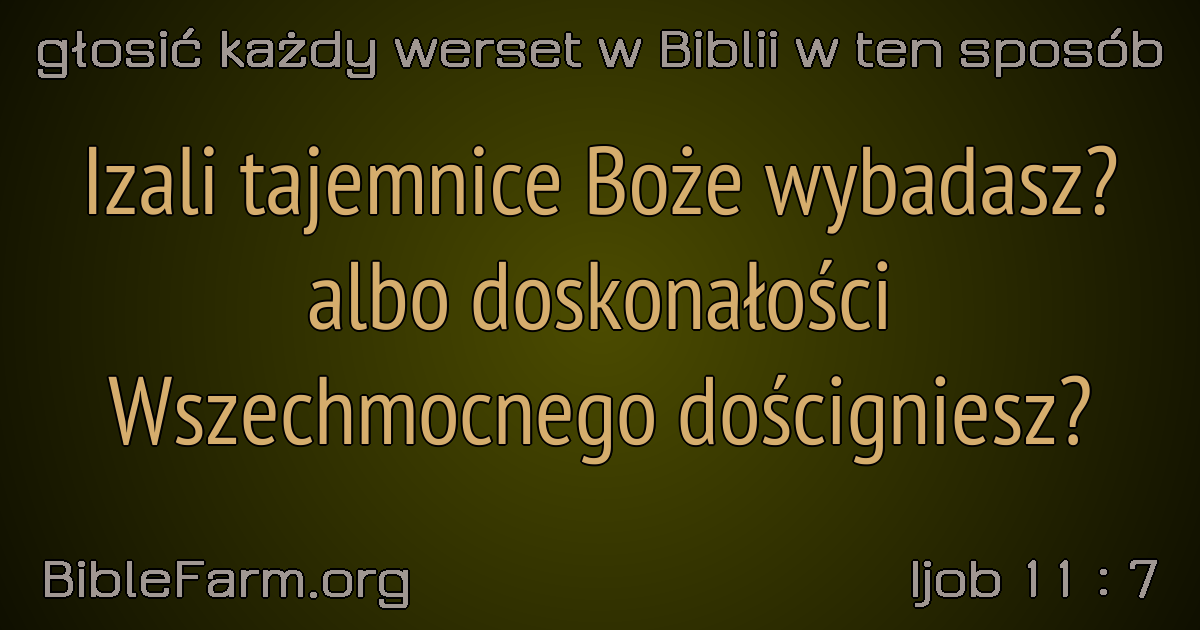 głosić każdy werset w Biblii w ten sposób
Izali tajemnice Boże wybadasz?
albo doskonałości
Wszechmocnego dościgniesz?
BibleFarm.org
Ijob 11 : 7